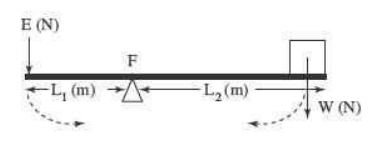 E (N)
F
L₁ (m)
L₂ (m)
W (N)